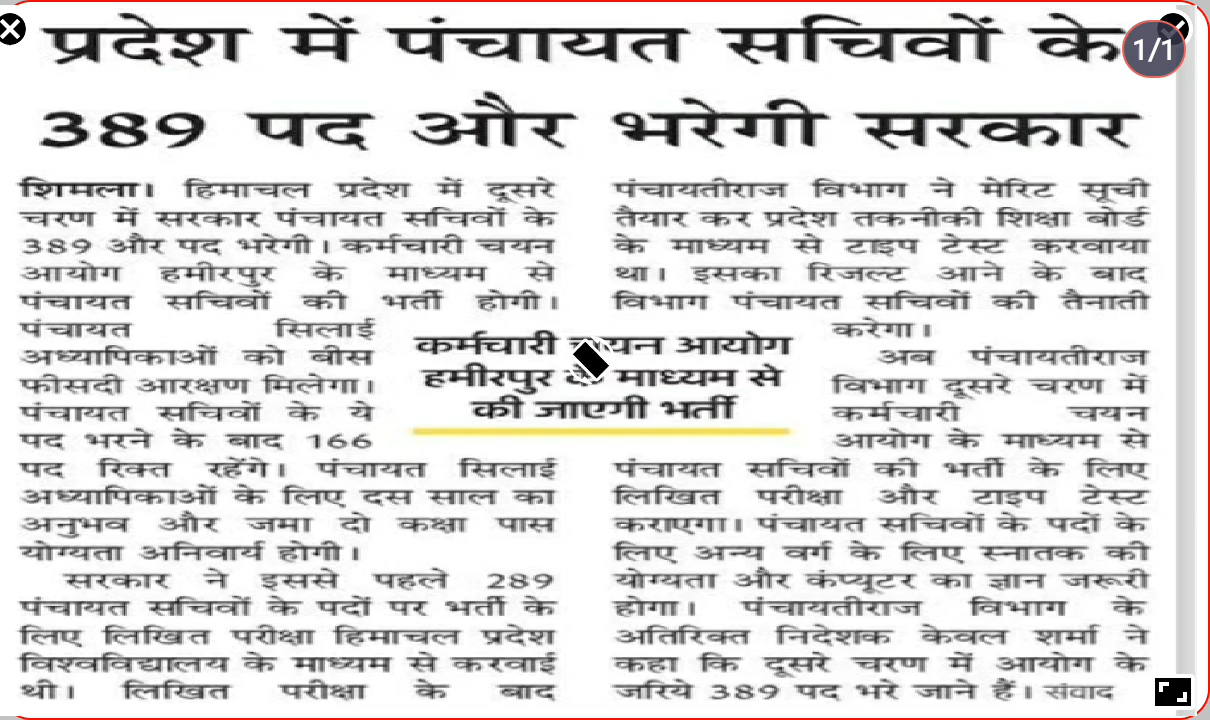 प्रदेश में पंचायत सचिवों के
1/1
389 पद और भरेगी सरकार
शिमला। हिमाचल प्रदेश में दूसरे
चरण में सरकार पंचायत सचिवों के
389 और पद भरेगी। कर्मचारी चयन
आयोग हमीरपुर के माध्यम से
पंचायत सचिवों की भर्ती होगी।
पंचायत सिलाई
अध्यापिकाओं को बीस
फीसदी आरक्षण मिलेगा।
पंचायत सचिवों के ये
पद भरने के बाद 166
पद रिक्त रहेंगे। पंचायत सिलाई
अध्यापिकाओं के लिए दस साल का
अनुभव और जमा दो कक्षा पास
योग्यता अनिवार्य होगी।
सरकार ने इससे पहले 289
पंचायत सचिवों के पदों पर भर्ती के
लिए लिखित परीक्षा हिमाचल प्रदेश
विश्वविद्यालय के माध्यम से करवाई
थी। लिखित परीक्षा के बाद
कर्मचारी चयन आयोग
हमीरपुर के माध्यम से
की जाएगी भर्ती
पंचायतीराज विभाग ने मेरिट सूची
तैयार कर प्रदेश तकनीकी शिक्षा बोर्ड
के माध्यम से टाइप टेस्ट करवाया
था। इसका रिजल्ट आने के बाद
विभाग पंचायत सचिवों की तैनाती
करेगा।
अब पंचायतीराज
विभाग दूसरे चरण में
कर्मचारी चयन
आयोग के माध्यम से
पंचायत सचिवों की भर्ती के लिए
लिखित परीक्षा और टाइप टेस्ट
कराएगा। पंचायत सचिवों के पदों के
लिए अन्य वर्ग के लिए स्नातक की
योग्यता और कंप्यूटर का ज्ञान जरूरी
होगा। पंचायतीराज विभाग के
अतिरिक्त निदेशक केवल शर्मा ने
कहा कि दूसरे चरण में आयोग के
जरिये 389 पद भरे जाने हैं। संवाद